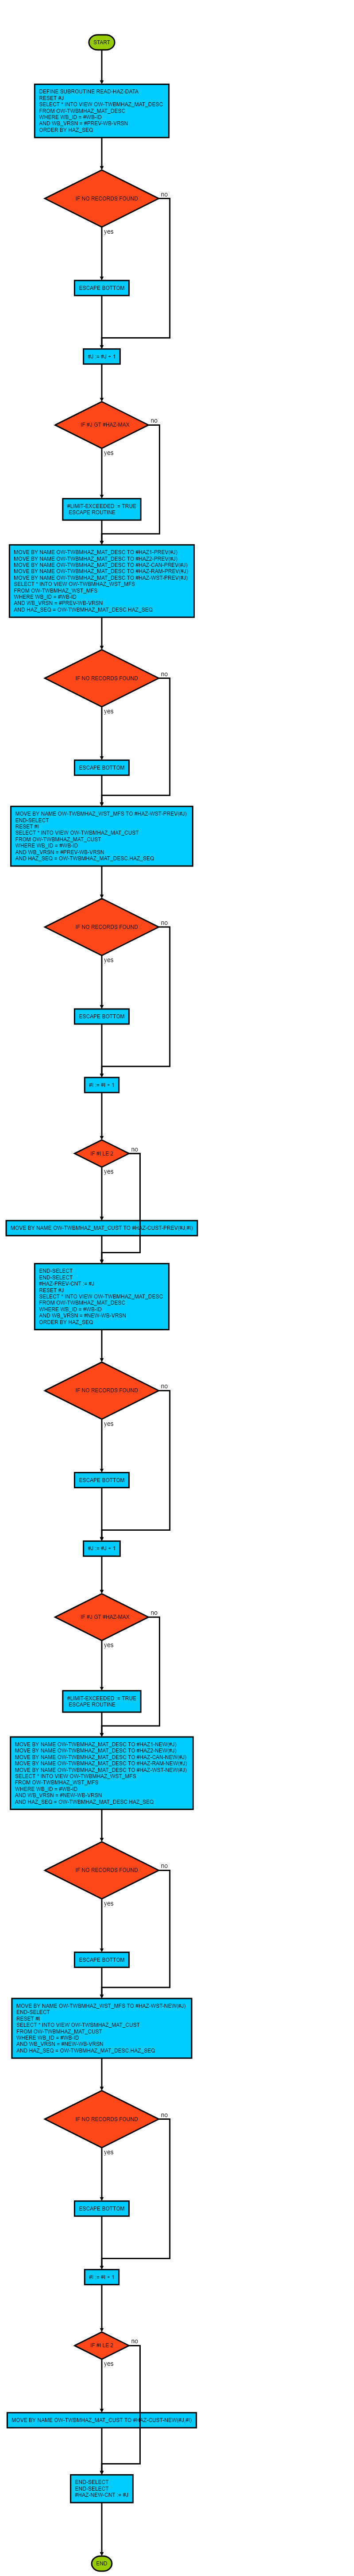 START
DEFINE SUBROUTINE READ-HAZ-DATA
RESET #J
SELECT * INTO VIEW OW-TWBMHAZ_MAT_DESC
FROM OW-TWBMHAZ_MAT_DESC
WHERE WB_ID = #WB-ID
AND WB_VRSN = #PREV-WB-VRSN
ORDER BY HAZ_SEQ
IF NO RECORDS FOUND
no
yes
ESCAPE BOTTOM
#J := #J + 1
IF #J GT #HAZ-MAX
no
yes
#LIMIT-EXCEEDED := TRUE
ESCAPE ROUTINE
MOVE BY NAME OW-TWBMHAZ_MAT_DESC TO #HAZ1-PREV(#J)
MOVE BY NAME OW-TWBMHAZ_MAT_DESC TO #HAZ2-PREV(#J)
MOVE BY NAME OW-TWBMHAZ_MAT_DESC TO #HAZ-CAN-PREV(#J)
MOVE BY NAME OW-TWBMHAZ_MAT_DESC TO #HAZ-RAM-PREV(#J)
MOVE BY NAME OW-TWBMHAZ_MAT_DESC TO #HAZ-WST-PREV(#J)
SELECT * INTO VIEW OW-TWBMHAZ_WST_MFS
FROM OW-TWBMHAZ_WST_MFS
WHERE WB_ID = #WB-ID
AND WB_VRSN = #PREV-WB-VRSN
AND HAZ_SEQ = OW-TWBMHAZ_MAT_DESC.HAZ_SEQ
IF NO RECORDS FOUND
no
yes
ESCAPE BOTTOM
MOVE BY NAME OW-TWBMHAZ_WST_MFS TO #HAZ-WST-PREV(#J)
END-SELECT
RESET #I
SELECT * INTO VIEW OW-TWBMHAZ_MAT_CUST
FROM OW-TWBMHAZ_MAT_CUST
WHERE WB_ID = #WB-ID
AND WB_VRSN = #PREV-WB-VRSN
AND HAZ_SEQ = OW-TWBMHAZ_MAT_DESC.HAZ_SEQ
IF NO RECORDS FOUND
no
yes
ESCAPE BOTTOM
#I := #I + 1
IF #I LE 2
no
yes
MOVE BY NAME OW-TWBMHAZ_MAT_CUST TO #HAZ-CUST-PREV(#J,#I)
END-SELECT
END-SELECT
#HAZ-PREV-CNT := #J
RESET #J
SELECT * INTO VIEW OW-TWBMHAZ_MAT_DESC
FROM OW-TWBMHAZ_MAT_DESC
WHERE WB_ID = #WB-ID
AND WB_VRSN = #NEW-WB-VRSN
ORDER BY HAZ_SEQ
IF NO RECORDS FOUND
no
yes
ESCAPE BOTTOM
#J := #J + 1
IF #J GT #HAZ-MAX
no
yes
#LIMIT-EXCEEDED := TRUE
ESCAPE ROUTINE
MOVE BY NAME OW-TWBMHAZ_MAT_DESC TO #HAZ1-NEW(#J)
MOVE BY NAME OW-TWBMHAZ_MAT_DESC TO #HAZ2-NEW(#J)
MOVE BY NAME OW-TWBMHAZ_MAT_DESC TO #HAZ-CAN-NEW(#J)
MOVE BY NAME OW-TWBMHAZ_MAT_DESC TO #HAZ-RAM-NEW(#J)
MOVE BY NAME OW-TWBMHAZ_MAT_DESC TO #HAZ-WST-NEW(#J)
SELECT * INTO VIEW OW-TWBMHAZ_WST_MFS
FROM OW-TWBMHAZ_WST_MFS
WHERE WB_ID = #WB-ID
AND WB_VRSN = #NEW-WB-VRSN
AND HAZ_SEQ = OW-TWBMHAZ_MAT_DESC.HAZ_SEQ
IF NO RECORDS FOUND
no
yes
ESCAPE BOTTOM
MOVE BY NAME OW-TWBMHAZ_WST_MFS TO #HAZ-WST-NEW(#J)
END-SELECT
RESET #I
SELECT * INTO VIEW OW-TWBMHAZ_MAT_CUST
FROM OW-TWBMHAZ_MAT_CUST
WHERE WB_ID = #WB-ID
AND WB_VRSN = #NEW-WB-VRSN
AND HAZ_SEQ = OW-TWBMHAZ_MAT_DESC.HAZ_SEQ
IF NO RECORDS FOUND
no
yes
ESCAPE BOTTOM
#I := #I + 1
IF #I LE 2
no
yes
MOVE BY NAME OW-TWBMHAZ_MAT_CUST TO #HAZ-CUST-NEW(#J,#I)
END-SELECT
END-SELECT
#HAZ-NEW-CNT := #J
END